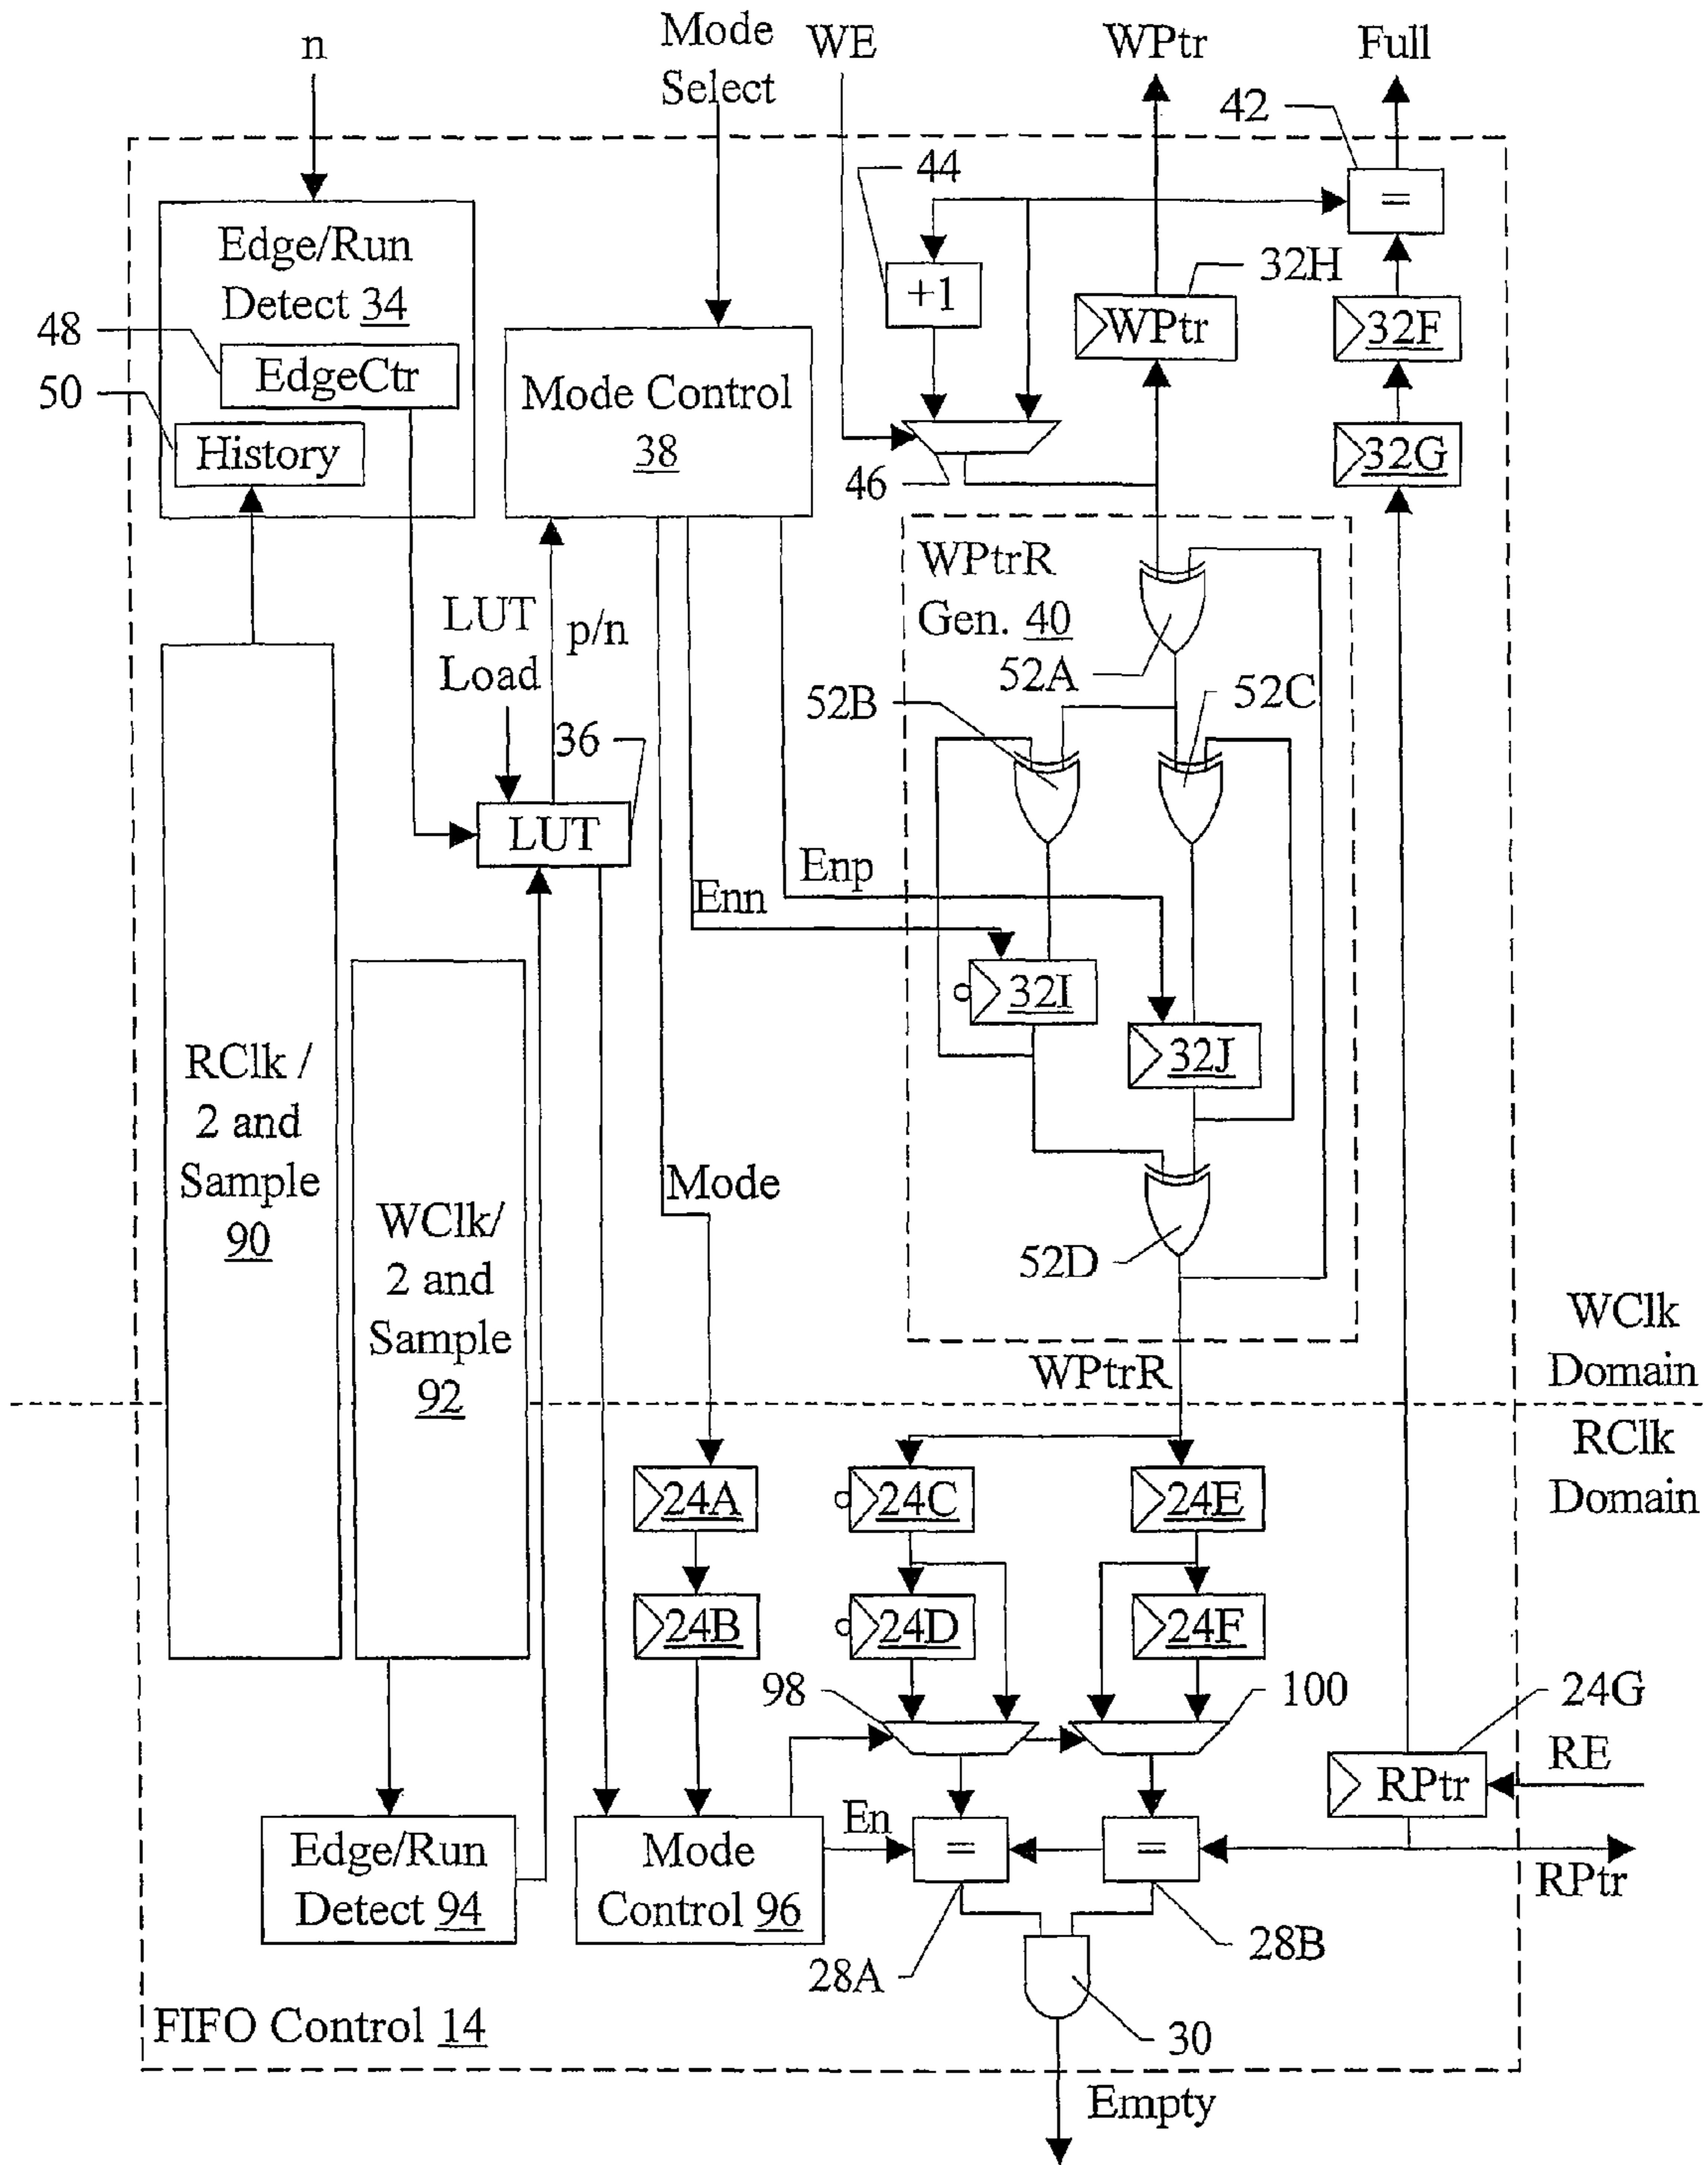 n
Mode
Select
WE
WPtr
Full
42
44
=
Edge/Run
Detect 34
+1
32H
WPtr
32F
48
EdgeCtr
50
History
Mode Control
38
46
32G
WPtrR
Gen. 40
LUT
Load
p/n
52A
52B
52C
36
LUT
Enp
Enn
32I
32J
RClk /
2 and
Sample
90
WClk/
2 and
Sample
92
Mode
52D
WPtrR
WClk
Domain
RClk
Domain
24A
24C
24E
24B
24D
24F
98
100
24G
RE
RPtr
Edge/Run
Detect 94
Mode
Control 96
En
=
=
RPtr
28A
28B
FIFO Control 14
30
Empty